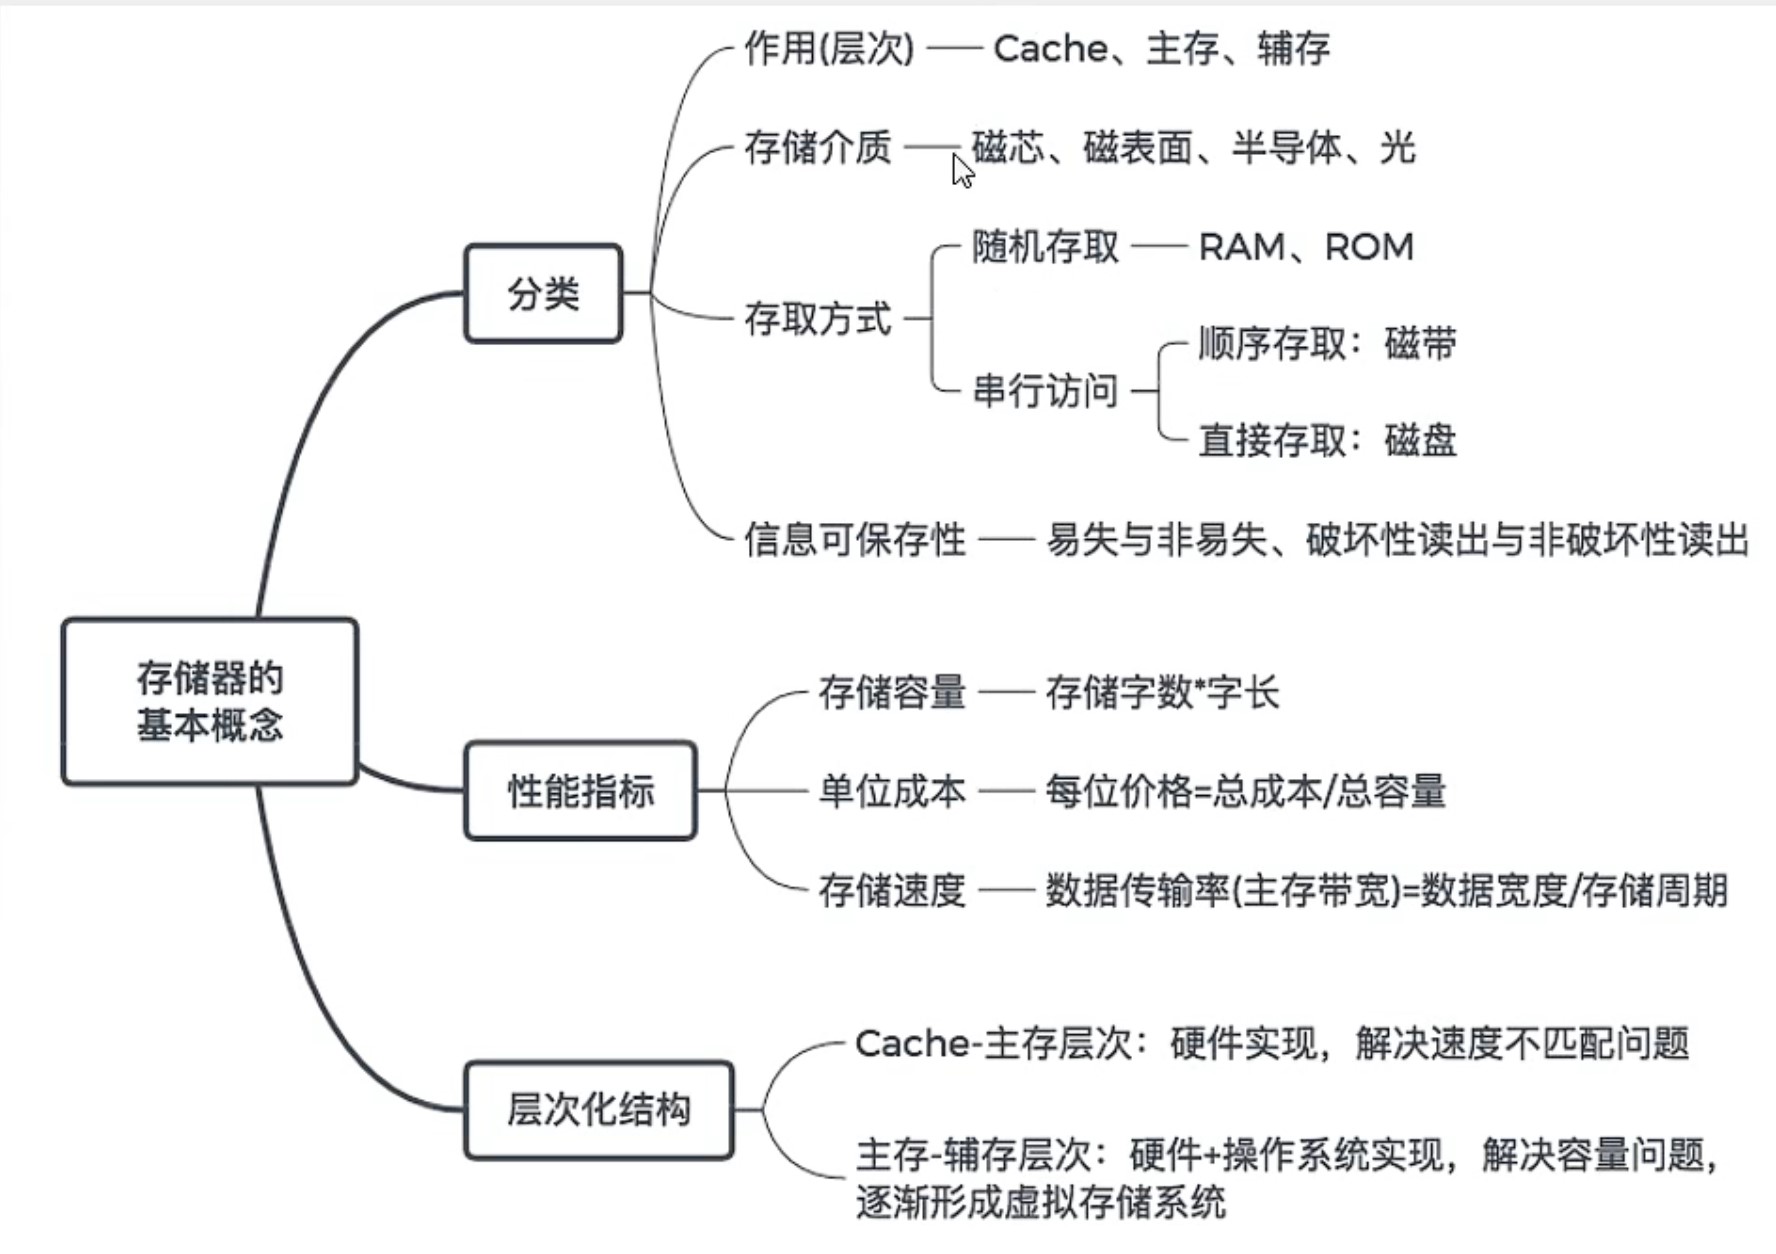 作用(层次)
Cache、主存、辅存
存储介质
磁芯、磁表面、半导体、光
分类
存取方式
随机存取
RAM、ROM
串行访问
顺序存取：磁带
直接存取：磁盘
信息可保存性
易失与非易失、破坏性读出与非破坏性读出
存储器的
基本概念
性能指标
存储容量
存储字数*字长
单位成本
每位价格=总成本/总容量
存储速度
数据传输率(主存带宽)=数据宽度/存储周期
层次化结构
Cache-主存层次：硬件实现，解决速度不匹配问题
主存-辅存层次：硬件+操作系统实现，解决容量问题，
逐渐形成虚拟存储系统